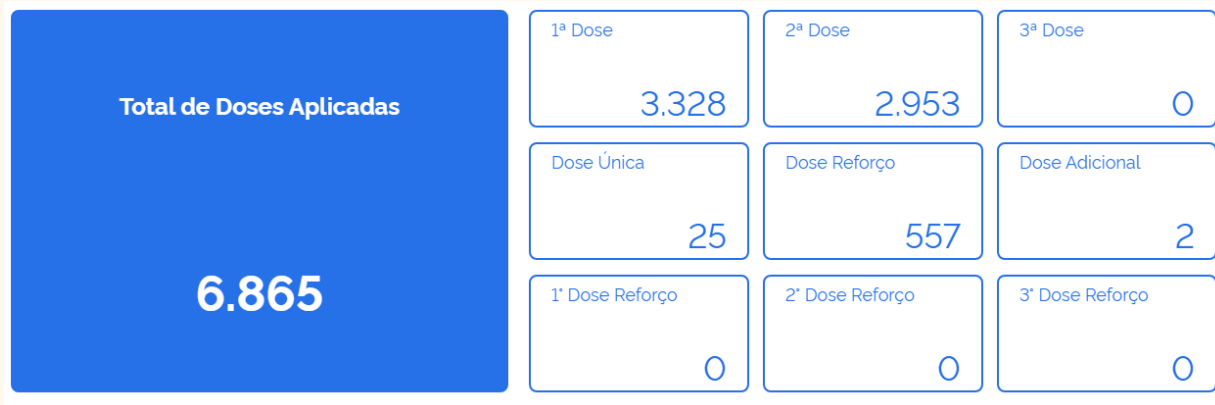 Total de Doses Aplicadas
6.865
1ª Dose
3.328
2ª Dose
2.953
3ª Dose
0
Dose Única
25
Dose Reforço
557
Dose Adicional
2
1° Dose Reforço
0
2° Dose Reforço
0
3° Dose Reforço
0